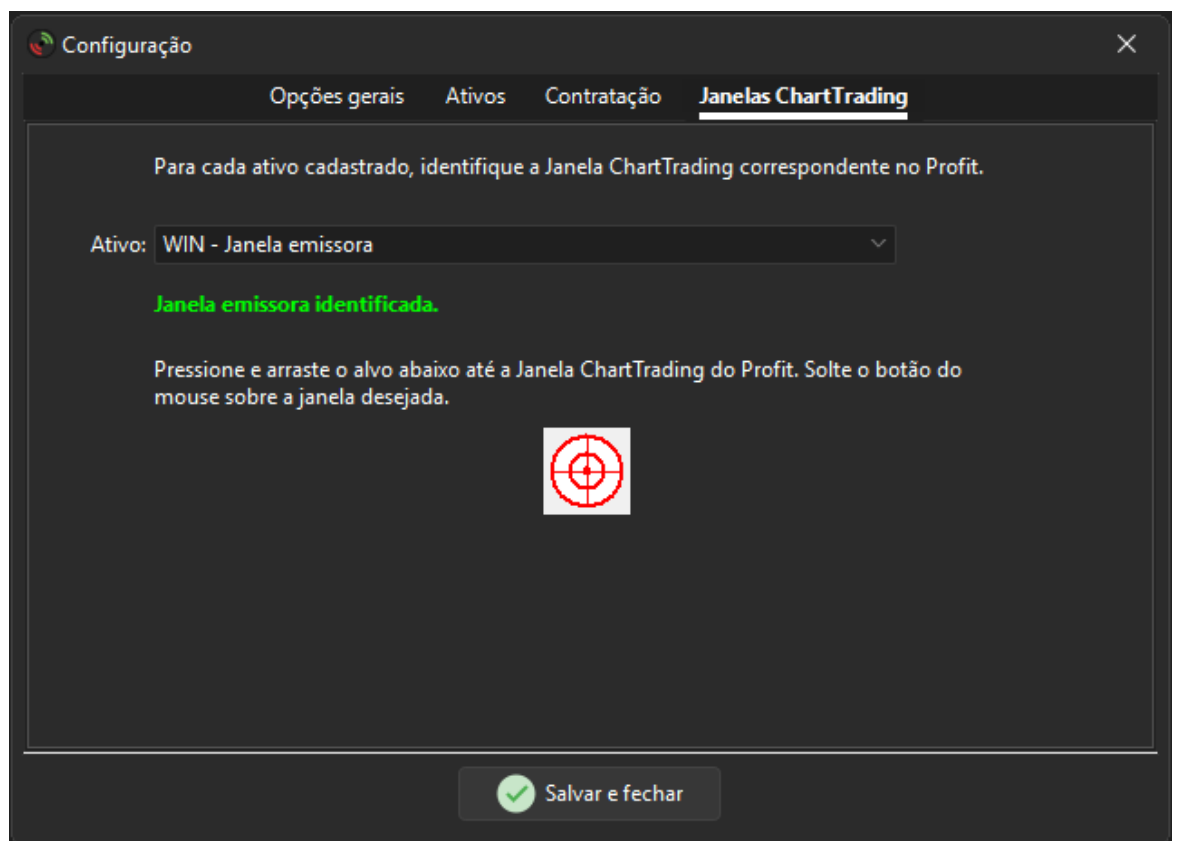 Configuração
Opções gerais Ativos Contratação Janelas ChartTrading
Para cada ativo cadastrado, identifique a Janela ChartTrading correspondente no Profit.
Ativo: WIN - Janela emissora
Janela emissora identificada.
Pressione e arraste o alvo abaixo até a Janela ChartTrading do Profit. Solte o botão do
mouse sobre a janela desejada.
Salvar e fechar